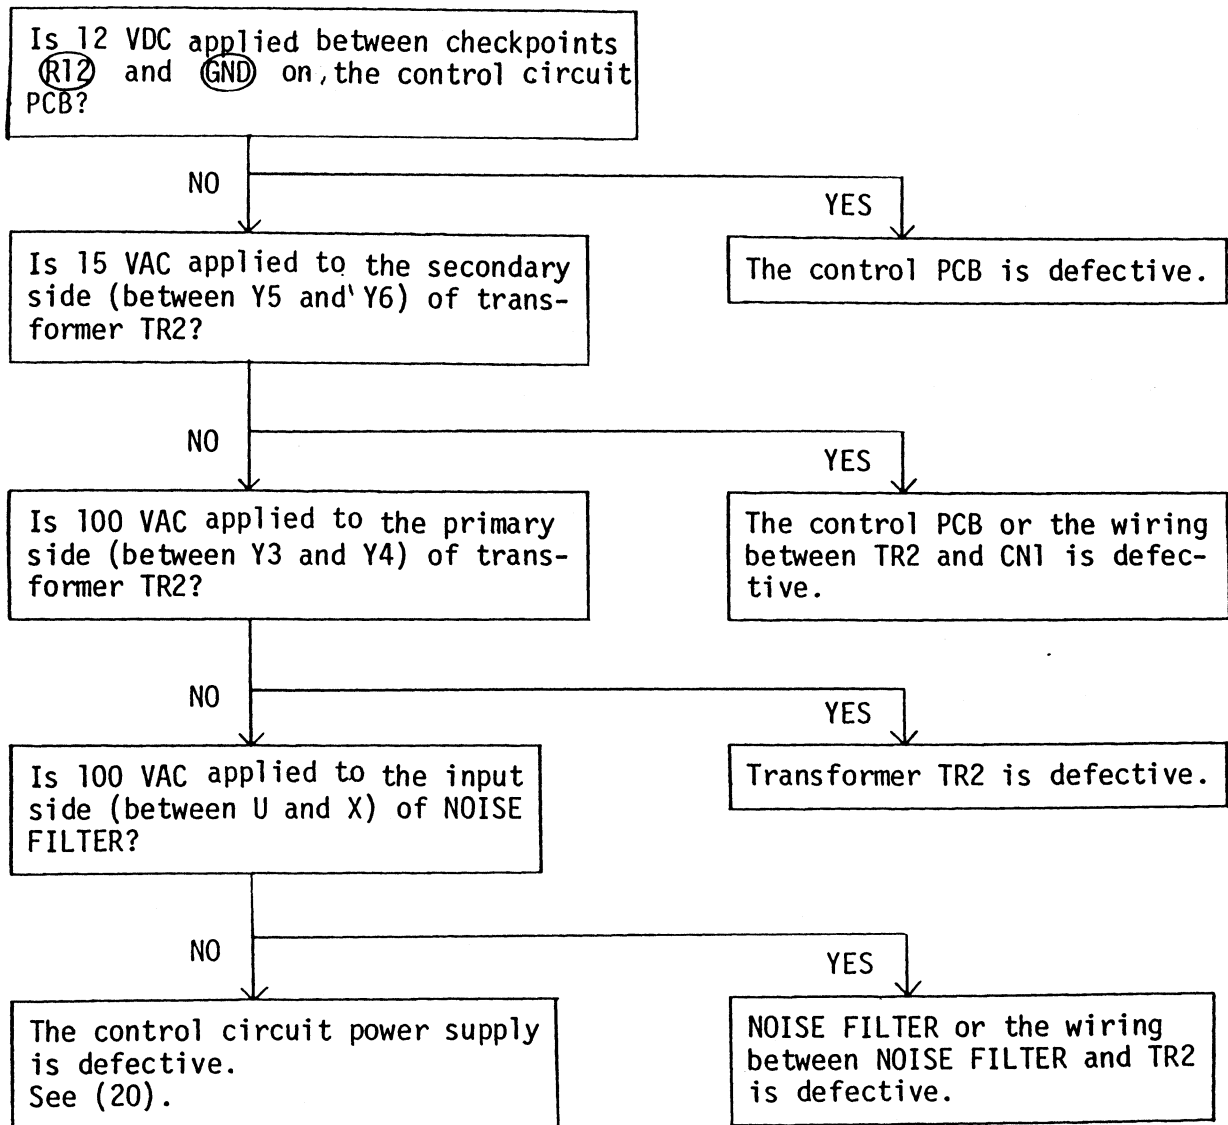 Is 12 VDC applied between checkpoints
R12 and GND on, the control circuit
PCB?
NO
YES
Is 15 VAC applied to the secondary
side (between Y5 and Y6) of trans-
former TR2?
The control PCB is defective.
NO
YES
Is 100 VAC applied to the primary
side (between Y3 and Y4) of trans-
former TR2?
The control PCB or the wiring
between TR2 and CN1 is defec-
tive.
NO
YES
Is 100 VAC applied to the input
side (between U and X) of NOISE
FILTER?
Transformer TR2 is defective.
NO
YES
The control circuit power supply
is defective.
See (20).
NOISE FILTER or the wiring
between NOISE FILTER and TR2
is defective.